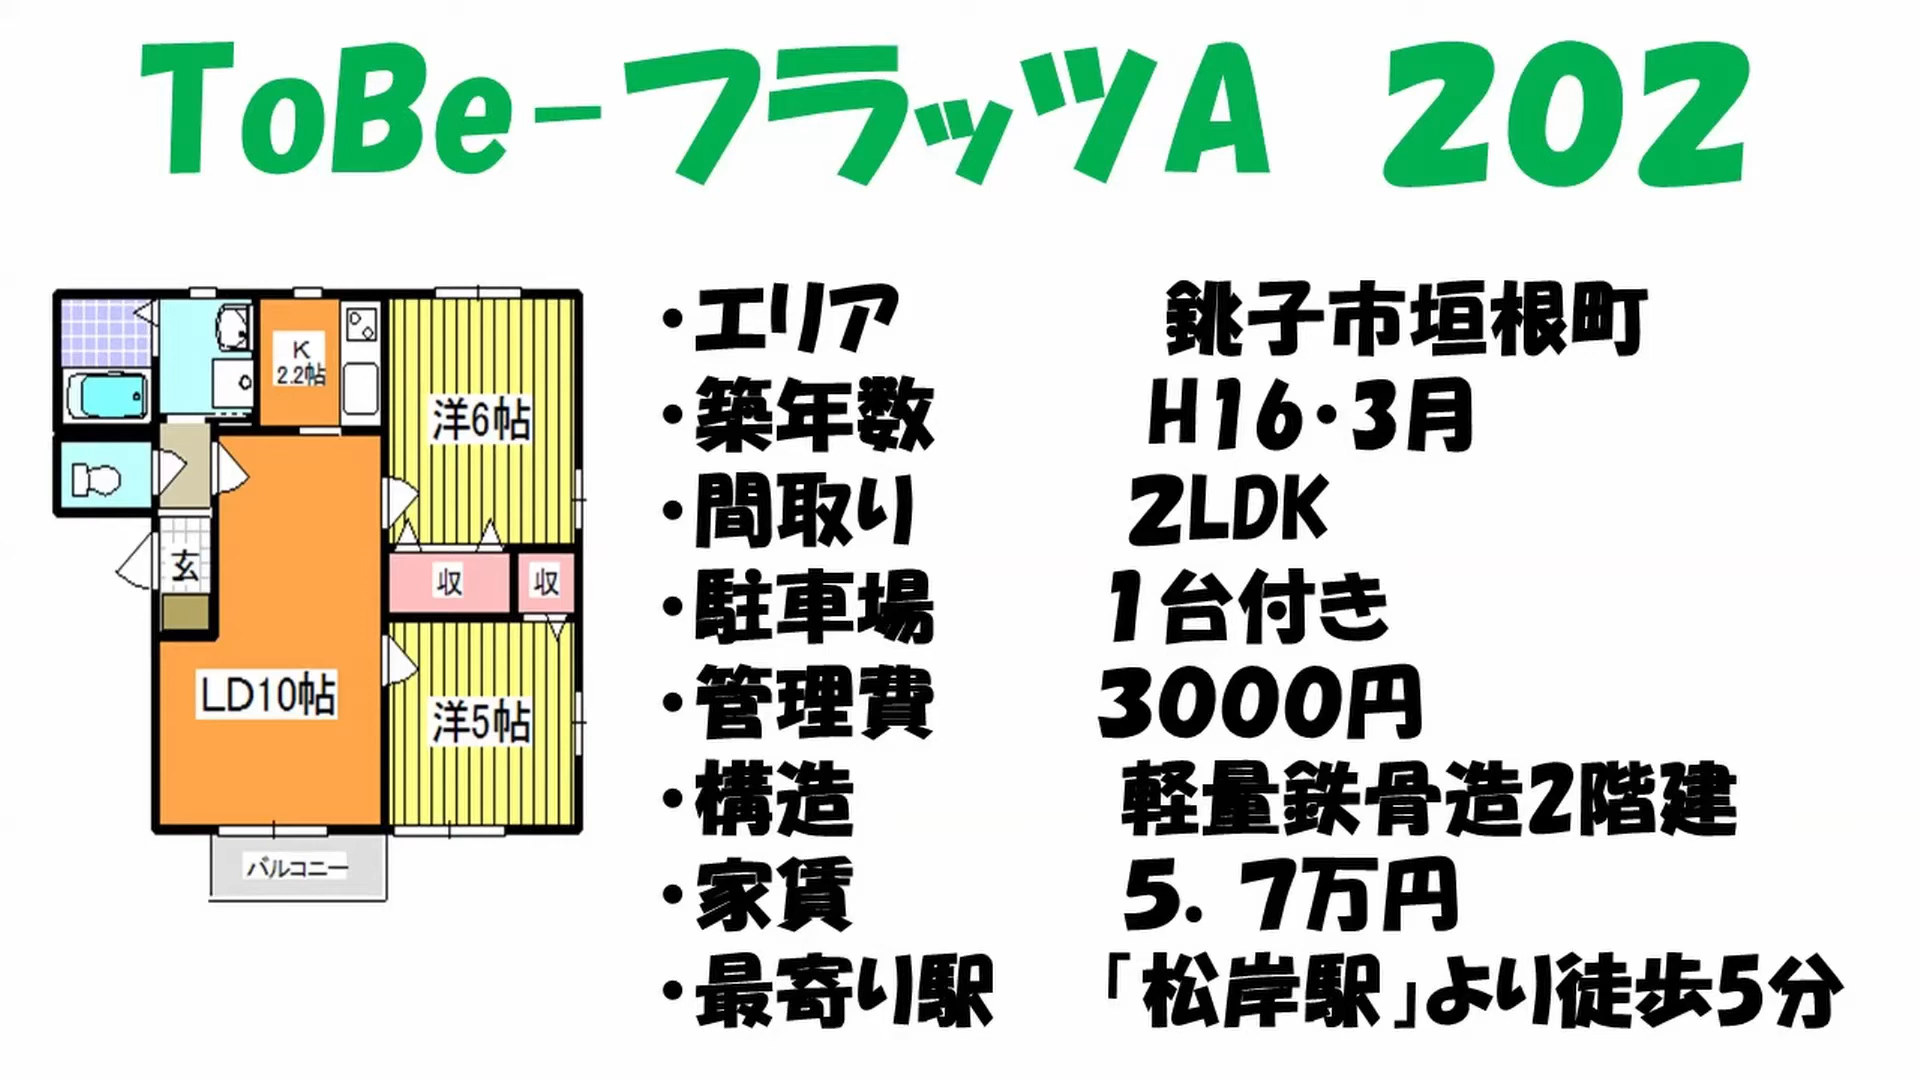 ToBe-フラッツA 202
・エリア 銚子市垣根町
・築年数 H16・3月
・間取り 2LDK
・駐車場 1台付き
・管理費 3000円
・構造 軽量鉄骨造2階建
・家賃 5．7万円
・最寄り駅 「松岸駅」より徒歩5分
K
2.2帖
洋6帖
玄
収
収
LD10帖
洋5帖
バルコニー